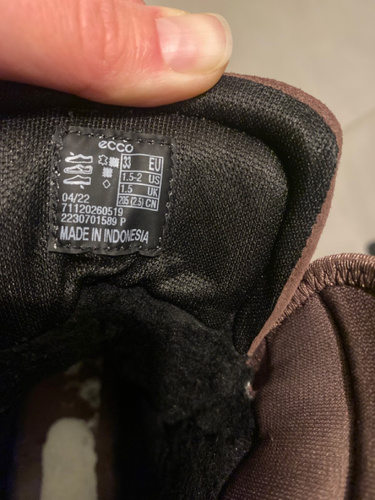 ecco
33 EU
1.5-2 US
1.5 UK
205 (2.5) CN
04/22
71120260519
2230701589 P
MADE IN INDONESIA